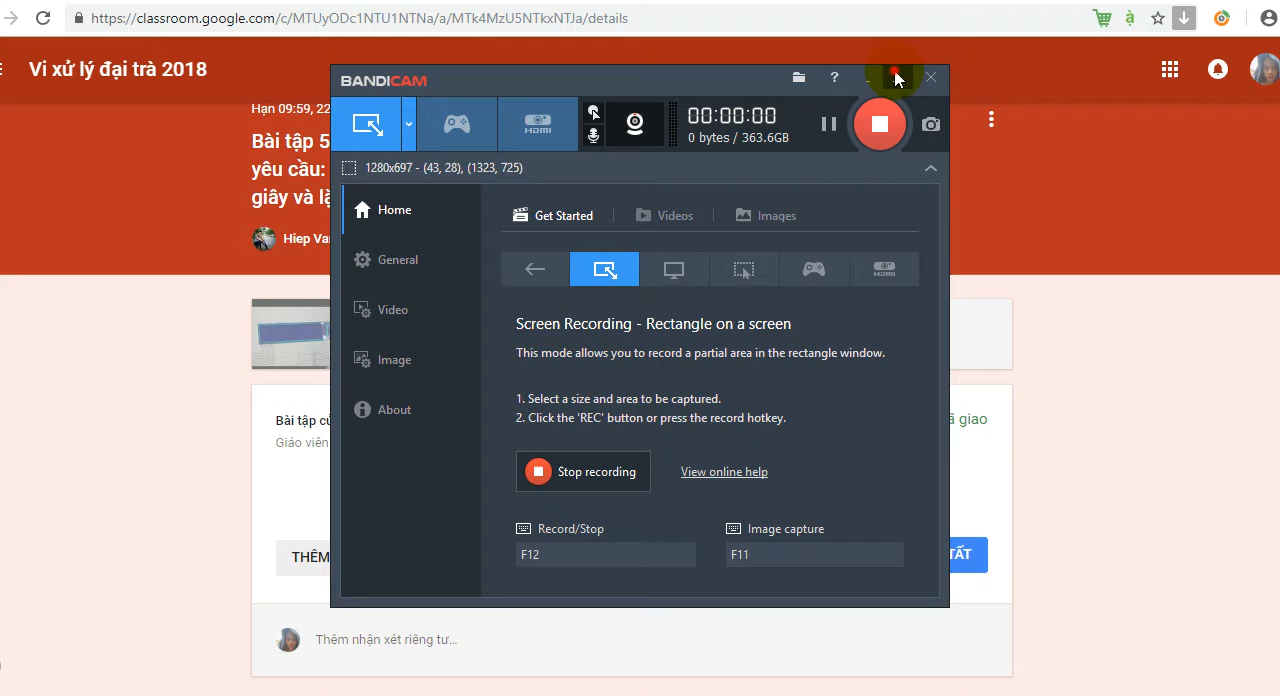 https://classroom.google.com/c/MTUyODc1NTU1NTNa/a/MTk4MzU5NTkxNTJa/details
Vi xử lý đại trà 2018
Hạn 09:59, 22
Bài tập 5
yêu cầu:
giây và lặ
Hiep Va
BANDICAM
?
HDMI
00:00:00
0 bytes / 363.6GB
1280x697 - (43, 28), (1323, 725)
Home
General
Video
Image
About
Get Started
Videos
Images
HDMI
Screen Recording - Rectangle on a screen
This mode allows you to record a partial area in the rectangle window.
1. Select a size and area to be captured.
2. Click the 'REC' button or press the record hotkey.
Stop recording
View online help
Record/Stop
Image capture
F12
F11
Bài tập củ
Giáo viên
ã giao
THÊM
TẤT
Thêm nhận xét riêng tư...